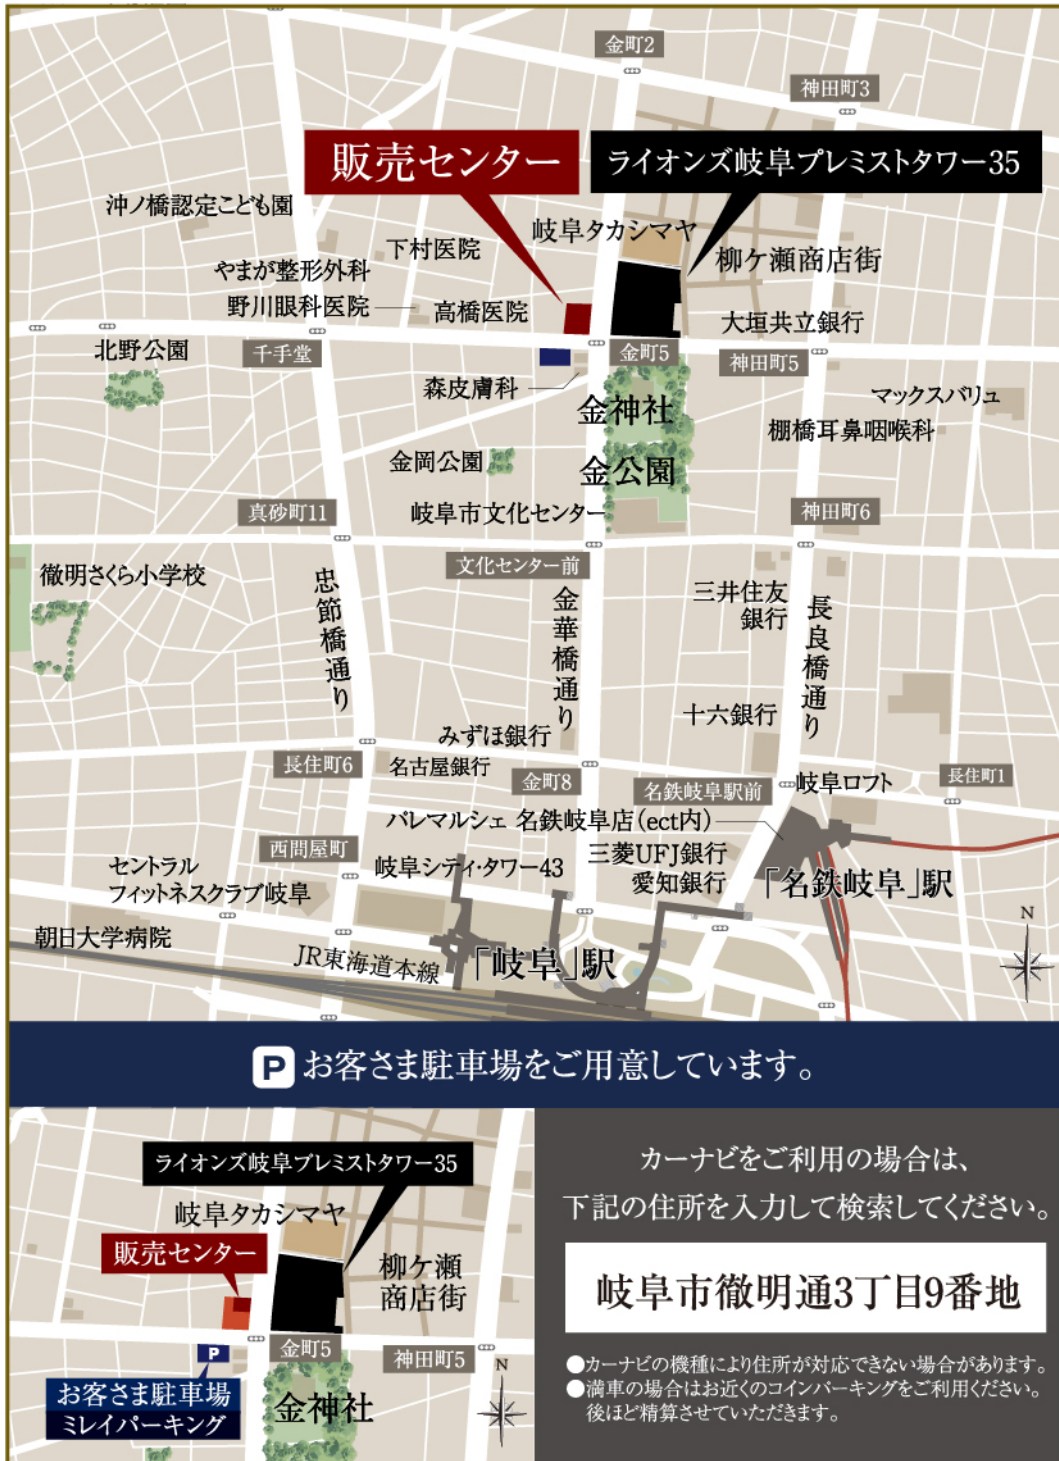 金町2
神田町3
販売センター
ライオンズ岐阜プレミストタワー35
沖ノ橋認定こども園
岐阜タカシマヤ
下村医院
柳ケ瀬商店街
やまが整形外科
野川眼科医院
高橋医院
大垣共立銀行
北野公園
千手堂
金町5
神田町5
森皮膚科
マックスバリュ
金神社
棚橋耳鼻咽喉科
金岡公園
金公園
真砂町11
岐阜市文化センター
神田町6
文化センター前
徹明さくら小学校
忠節橋通り
金華橋通り
三井住友
銀行
長良橋通り
十六銀行
みずほ銀行
長住町6
名古屋銀行
金町8
名鉄岐阜駅前
岐阜ロフト
長住町1
パレマルシェ 名鉄岐阜店(ect内)
西問屋町
岐阜シティ・タワー43
三菱UFJ銀行
愛知銀行
「名鉄岐阜」駅
セントラル
フィットネスクラブ岐阜
朝日大学病院
JR東海道本線
「岐阜」駅
N
P お客さま駐車場をご用意しています。
ライオンズ岐阜プレミストタワー35
岐阜タカシマヤ
販売センター
柳ケ瀬
商店街
金町5
神田町5
P
お客さま駐車場
ミレイパーキング
金神社
N
カーナビをご利用の場合は、
下記の住所を入力して検索してください。
岐阜市徹明通3丁目9番地
●カーナビの機種により住所が対応できない場合があります。
●満車の場合はお近くのコインパーキングをご利用ください。
後ほど精算させていただきます。